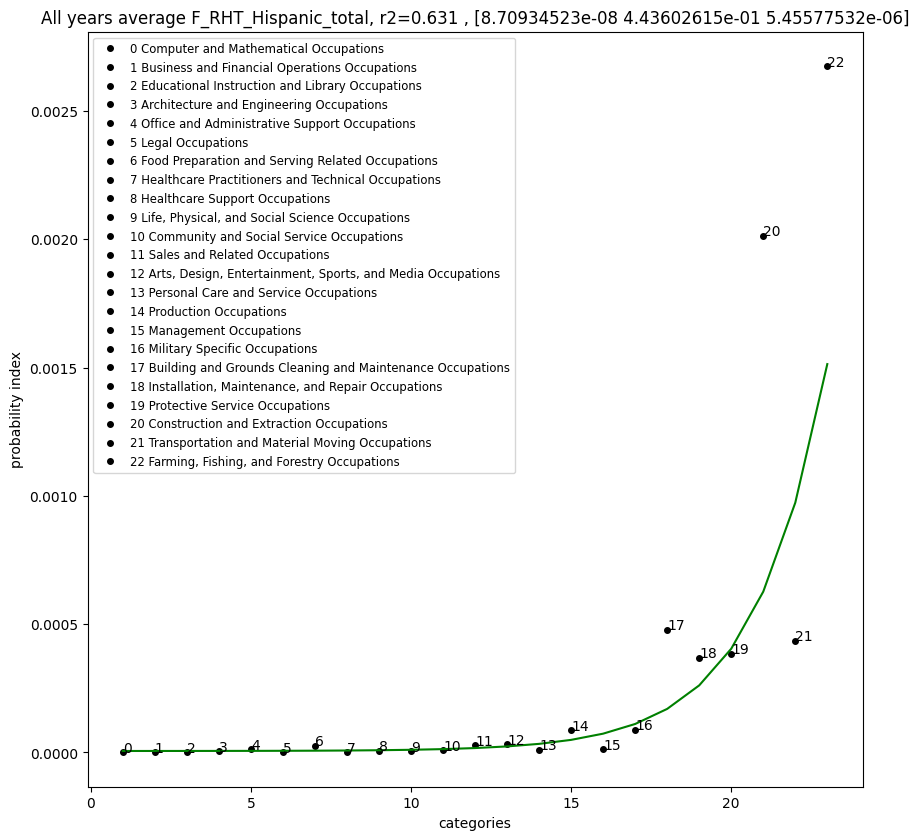 All years average F_RHT_Hispanic_total, r2=0.631 , [8.70934523e-08 4.43602615e-01 5.45577532e-06]
0 Computer and Mathematical Occupations
1 Business and Financial Operations Occupations
2 Educational Instruction and Library Occupations
3 Architecture and Engineering Occupations
4 Office and Administrative Support Occupations
5 Legal Occupations
6 Food Preparation and Serving Related Occupations
7 Healthcare Practitioners and Technical Occupations
8 Healthcare Support Occupations
9 Life, Physical, and Social Science Occupations
10 Community and Social Service Occupations
11 Sales and Related Occupations
12 Arts, Design, Entertainment, Sports, and Media Occupations
13 Personal Care and Service Occupations
14 Production Occupations
15 Management Occupations
16 Military Specific Occupations
17 Building and Grounds Cleaning and Maintenance Occupations
18 Installation, Maintenance, and Repair Occupations
19 Protective Service Occupations
20 Construction and Extraction Occupations
21 Transportation and Material Moving Occupations
22 Farming, Fishing, and Forestry Occupations
probability index
0.0025
0.0020
0.0015
0.0010
0.0005
0.0000
0
1
2
3
4
5
6
7
8
9
10
11
12
13
14
15
16
17
18
19
20
21
22
0
5
10
15
20
categories